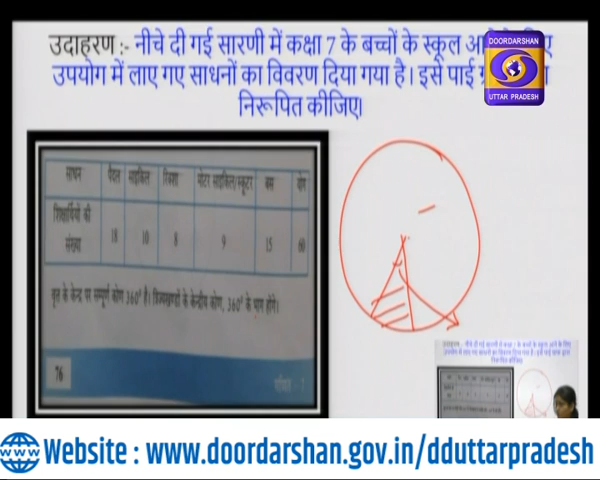 उदाहरण :- नीचे दी गई सारणी में कक्षा 7 के बच्चों के स्कूल
उपयोग में लाए गए साधनों का विवरण दिया गया है। इसे पाई
निरूपित कीजिए।
DOORDARSHAN
UTTAR PRADESH
साधन पैदल साइकिल रिक्शा मोटर साइकिल/स्कूटर बस योग
शिक्षार्थियों की
संख्या 18 10 8 9 15 60
वृत्त के केन्द्र पर सम्पूर्ण कोण 360° है। त्रिज्यखण्डों के केन्द्रीय कोण, 360° के भाग होंगे।
76
Website : www.doordarshan.gov.in/dduttarpradesh